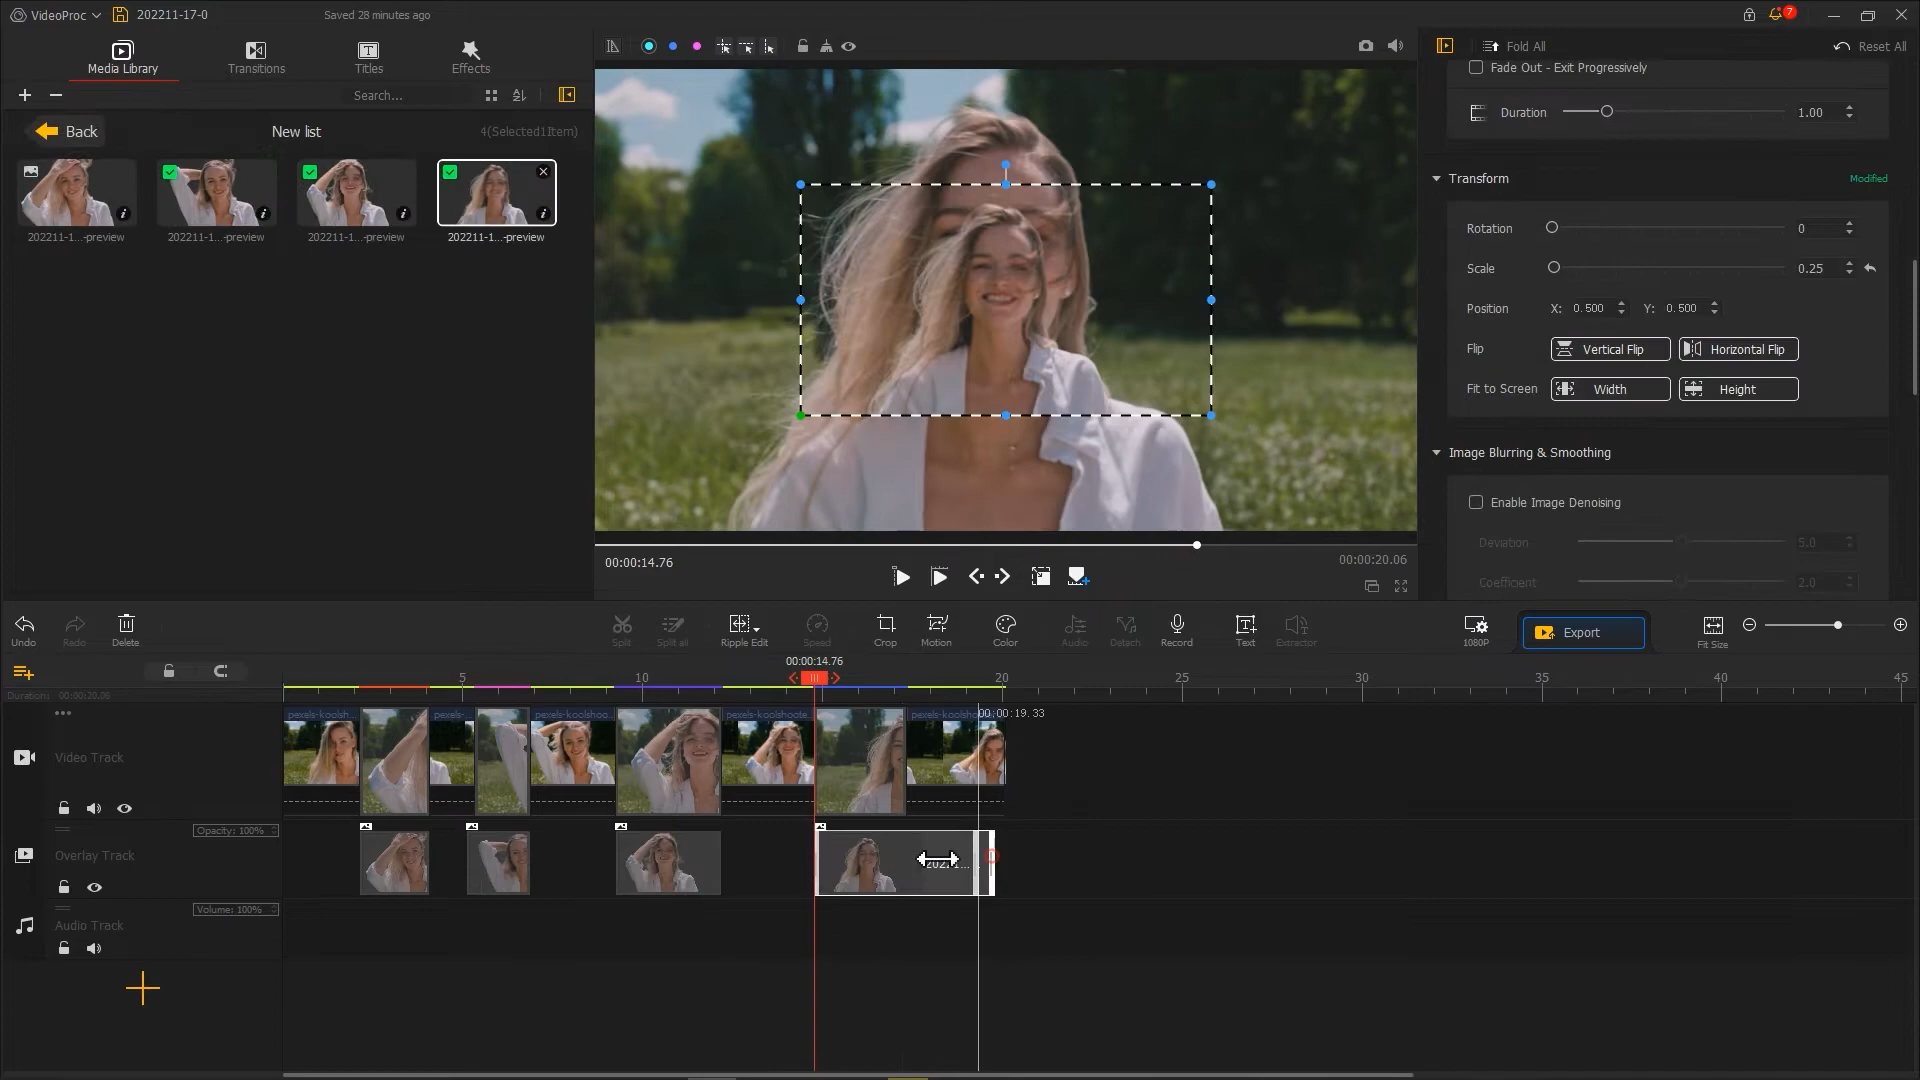 VideoProc
202211-17-0
Saved 28 minutes ago
7
Media Library
Transitions
Titles
Effects
Search...
Back
New list
4(Selected1Item)
202211-1...-preview
202211-1...-preview
202211-1...-preview
202211-1...-preview
Fold All
Reset All
Fade Out - Exit Progressively
Duration
1.00
Transform
Modified
Rotation
0
Scale
0.25
Position
X: 0.500
Y: 0.500
Flip
Vertical Flip
Horizontal Flip
Fit to Screen
Width
Height
Image Blurring & Smoothing
Enable Image Denoising
Deviation
5.0
Coefficient
2.0
00:00:14.76
00:00:20.06
Undo
Redo
Delete
Split
Split all
Ripple Edit
Speed
Crop
Motion
Color
Audio
Detach
Record
Text
Extractor
1080P
Export
Fit Size
00:00:14.76
5
10
20
25
30
35
40
45
Duration: 00:00:20.06
pexels-koolsh...
pexels-...
pexels-koolshoo...
pexels-koolshoote...
00:00:19.33
Video Track
Opacity: 100%
Overlay Track
Volume: 100%
Audio Track